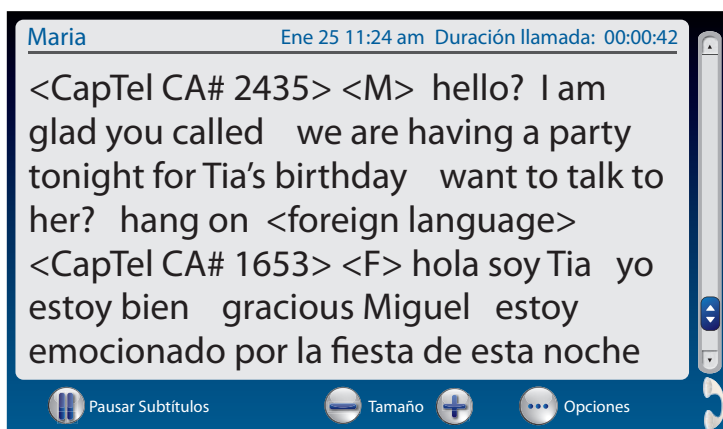 Maria Ene 25 11:24 am Duración llamada: 00:00:42
<CapTel CA# 2435> <M> hello? I am
glad you called we are having a party
tonight for Tia's birthday want to talk to
her? hang on <foreign language>
<CapTel CA# 1653> <F> hola soy Tia yo
estoy bien gracious Miguel estoy
emocionado por la fiesta de esta noche
Pausar Subtítulos Tamaño Opciones